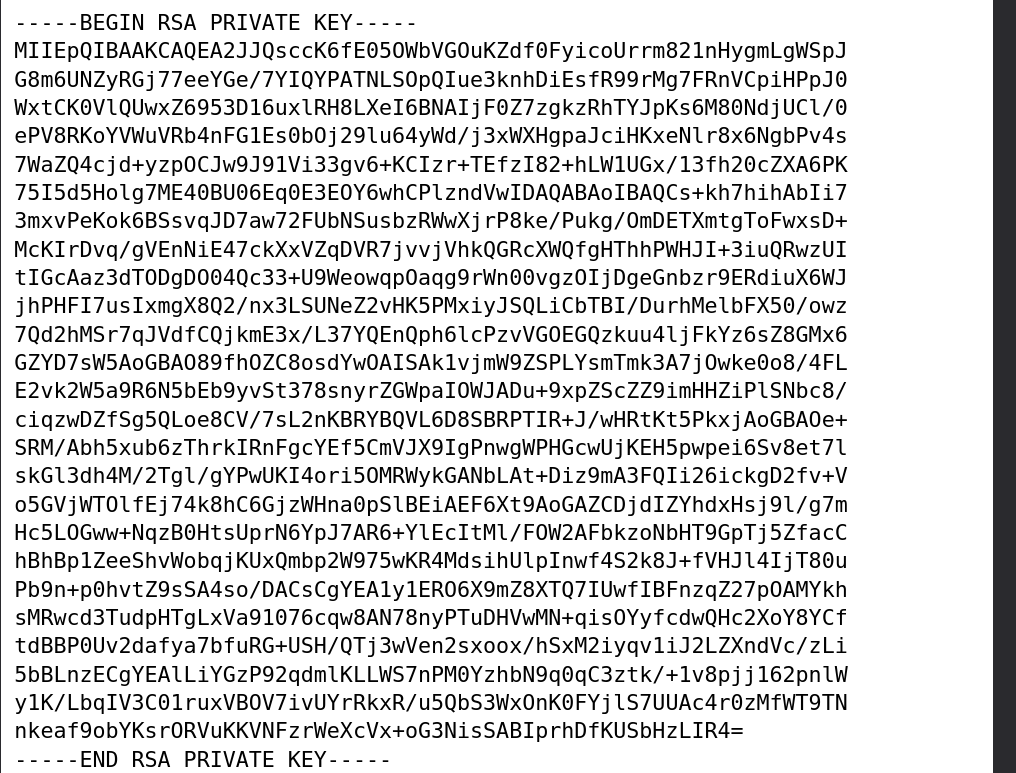 -----BEGIN RSA PRIVATE KEY-----
MIIEpQIBAAKCAQEA2JJQsccK6fE05OWbVGOuKZdf0FyicoUrrm821nHygmLgWSpJ
G8m6UNZyRGj77eeYGe/7YIQYPATNLSOpQIue3knhDiEsfR99rMg7FRnVCpiHPpJ0
WxtCK0VlQUwxZ6953D16uxlRH8LXeI6BNAIjF0Z7zgkzRhTYJpKs6M80NdjUCl/0
ePV8RKoYVWuVRb4nFG1Es0bOj29lu64yWd/j3xWXHgpaJciHKxeNlr8x6NgbPv4s
7WaZQ4cjd+yzpOCJw9J91Vi33gv6+KCIzr+TEfzI82+hLW1UGx/13fh20cZXA6PK
75I5d5Holg7ME40BU06Eq0E3EOY6whCPlzndVwIDAQABAoIBAQCs+kh7hihAbIi7
3mxvPeKok6BSsvqJD7aw72FUbNSusbzRWwXjrP8ke/Pukg/OmDETXmtgToFwxsD+
McKIrDvq/gVEnNiE47ckXxVZqDVR7jvvjVhkQGRcXWQfgHThhPWHJI+3iuQRwzUI
tIGcAaz3dTODgDO04Qc33+U9WeowqpOaqg9rWn00vgzOIjDgeGnbzr9ERdiuX6WJ
jhPHFI7usIxmgX8Q2/nx3LSUNeZ2vHK5PMxiyJSQLiCbTBI/DurhMelbFX50/owz
7Qd2hMSr7qJVdfCQjkmE3x/L37YQEnQph6lcPzvVGOEGQzkuu4ljFkYz6sZ8GMx6
GZYD7sW5AoGBAO89fhOZC8osdYwOAISAk1vjmW9ZSPLYsmTmk3A7jOwke0o8/4FL
E2vk2W5a9R6N5bEb9yvSt378snyrZGWpaIOWJADu+9xpZScZZ9imHHZiPlSNbc8/
ciqzwDZfSg5QLoe8CV/7sL2nKBRYBQVL6D8SBRPTIR+J/wHRtKt5PkxjAoGBAOe+
SRM/Abh5xub6zThrkIRnFgcYEf5CmVJX9IgPnwgWPHGcwUjKEH5pwpei6Sv8et7l
skGl3dh4M/2Tgl/gYPwUKI4ori5OMRWykGANbLAt+Diz9mA3FQIi26ickgD2fv+V
o5GVjWTOlfEj74k8hC6GjzWHna0pSlBEiAEF6Xt9AoGAZCDjdIZYhdxHsj9l/g7m
Hc5LOGww+NqzB0HtsUprN6YpJ7AR6+YlEcItMl/FOW2AFbkzoNbHT9GpTj5ZfacC
hBhBp1ZeeShvWobqjKUxQmbp2W975wKR4MdsihUlpInwf4S2k8J+fVHJl4IjT80u
Pb9n+p0hvtZ9sSA4so/DACsCgYEA1y1ERO6X9mZ8XTQ7IUwfIBFnzqZ27pOAMYkh
sMRwcd3TudpHTgLxVa91076cqw8AN78nyPTuDHVwMN+qisOYyfcdwQHc2XoY8YCf
tdBBP0Uv2dafya7bfuRG+USH/QTj3wVen2sxoox/hSxM2iyqv1iJ2LZXndVc/zLi
5bBLnzECgYEAlLiYGzP92qdmlKLLWS7nPM0YzhbN9q0qC3ztk/+1v8pjj162pnlW
y1K/LbqIV3C01ruxVBOV7ivUYrRkxR/u5QbS3WxOnK0FYjlS7UUAc4r0zMfWT9TN
nkeaf9obYKsrORVuKKVNFzrWeXcVx+oG3NisSABIprhDfKUSbHzLIR4=
-----END RSA PRIVATE KEY-----